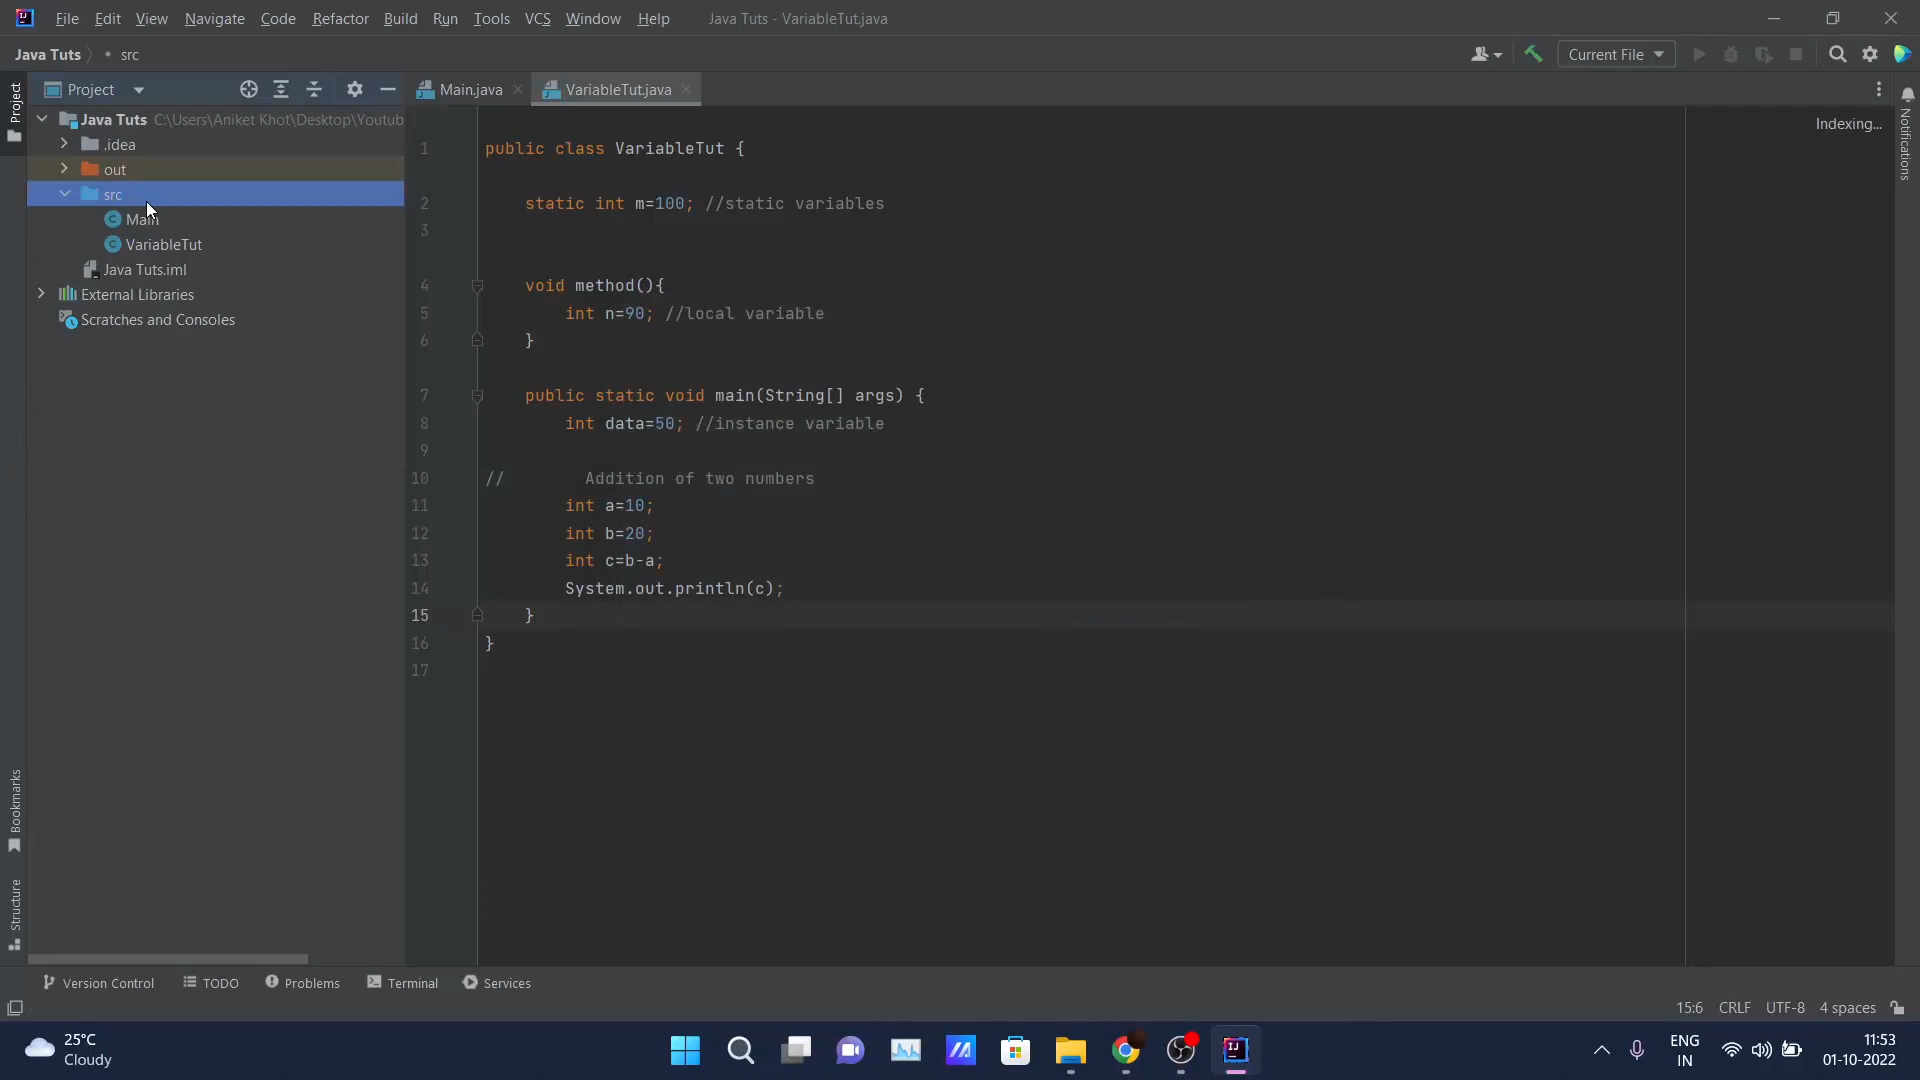 File Edit View Navigate Code Refactor Build Run Tools VCS Window Help Java Tuts - VariableTut.java
Java Tuts src Current File
Project Main.java VariableTut.java
Project
Java Tuts C:\Users\Aniket Khot\Desktop\Youtub
.idea
out
src
Main
VariableTut
Java Tuts.iml
External Libraries
Scratches and Consoles
Indexing...
Notifications
1 public class VariableTut {
2 static int m=100; //static variables
3
4 void method(){
5 int n=90; //local variable
6 }
7 public static void main(String[] args) {
8 int data=50; //instance variable
9
10 // Addition of two numbers
11 int a=10;
12 int b=20;
13 int c=b-a;
14 System.out.println(c);
15 }
16 }
17
Bookmarks
Structure
Version Control TODO Problems Terminal Services
15:6 CRLF UTF-8 4 spaces
25°C
Cloudy
ENG
IN
11:53
01-10-2022